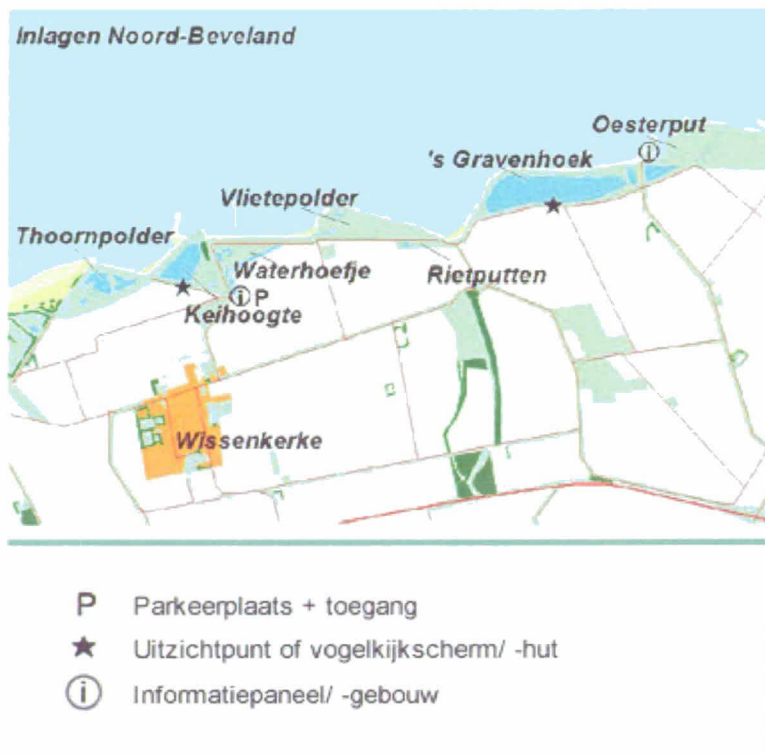 Inlagen Noord-Beveland
Oesterput
's Gravenhoek
Vlietepolder
Thoornpolder
Waterhoefje
Rietputten
i P
Keihoogte
Wissenkerke
P Parkeerplaats + toegang
★ Uitzichtpunt of vogelkijkscherm/ -hut
i Informatiepaneel/ -gebouw